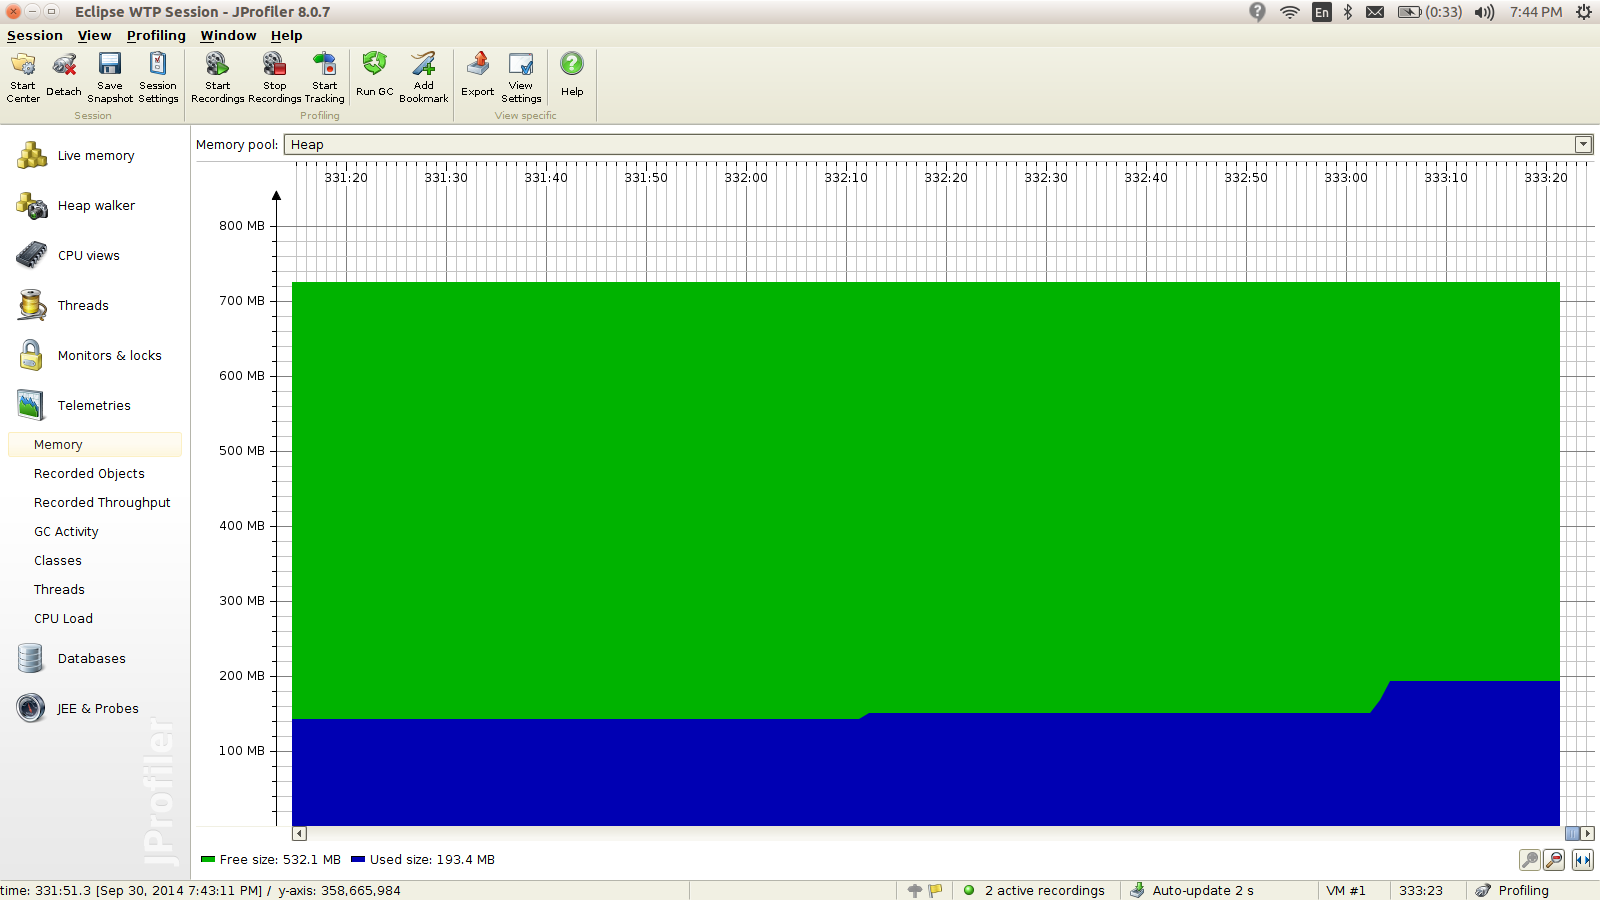 Eclipse WTP Session - JProfiler 8.0.7
En
(0:33)
7:44 PM
Session View Profiling Window Help
Start Center
Detach
Save Snapshot
Session Settings
Start Recordings
Stop Recordings
Start Tracking
Run GC
Add Bookmark
Export
View Settings
Help
Session
Profiling
View specific
Live memory
Heap walker
CPU views
Threads
Monitors & locks
Telemetries
Memory
Recorded Objects
Recorded Throughput
GC Activity
Classes
Threads
CPU Load
Databases
JEE & Probes
JProfiler
Memory pool: Heap
331:20 331:30 331:40 331:50 332:00 332:10 332:20 332:30 332:40 332:50 333:00 333:10 333:20
800 MB
700 MB
600 MB
500 MB
400 MB
300 MB
200 MB
100 MB
Free size: 532.1 MB Used size: 193.4 MB
time: 331:51.3 [Sep 30, 2014 7:43:11 PM] / y-axis: 358,665,984
2 active recordings
Auto-update 2 s
VM #1
333:23
Profiling